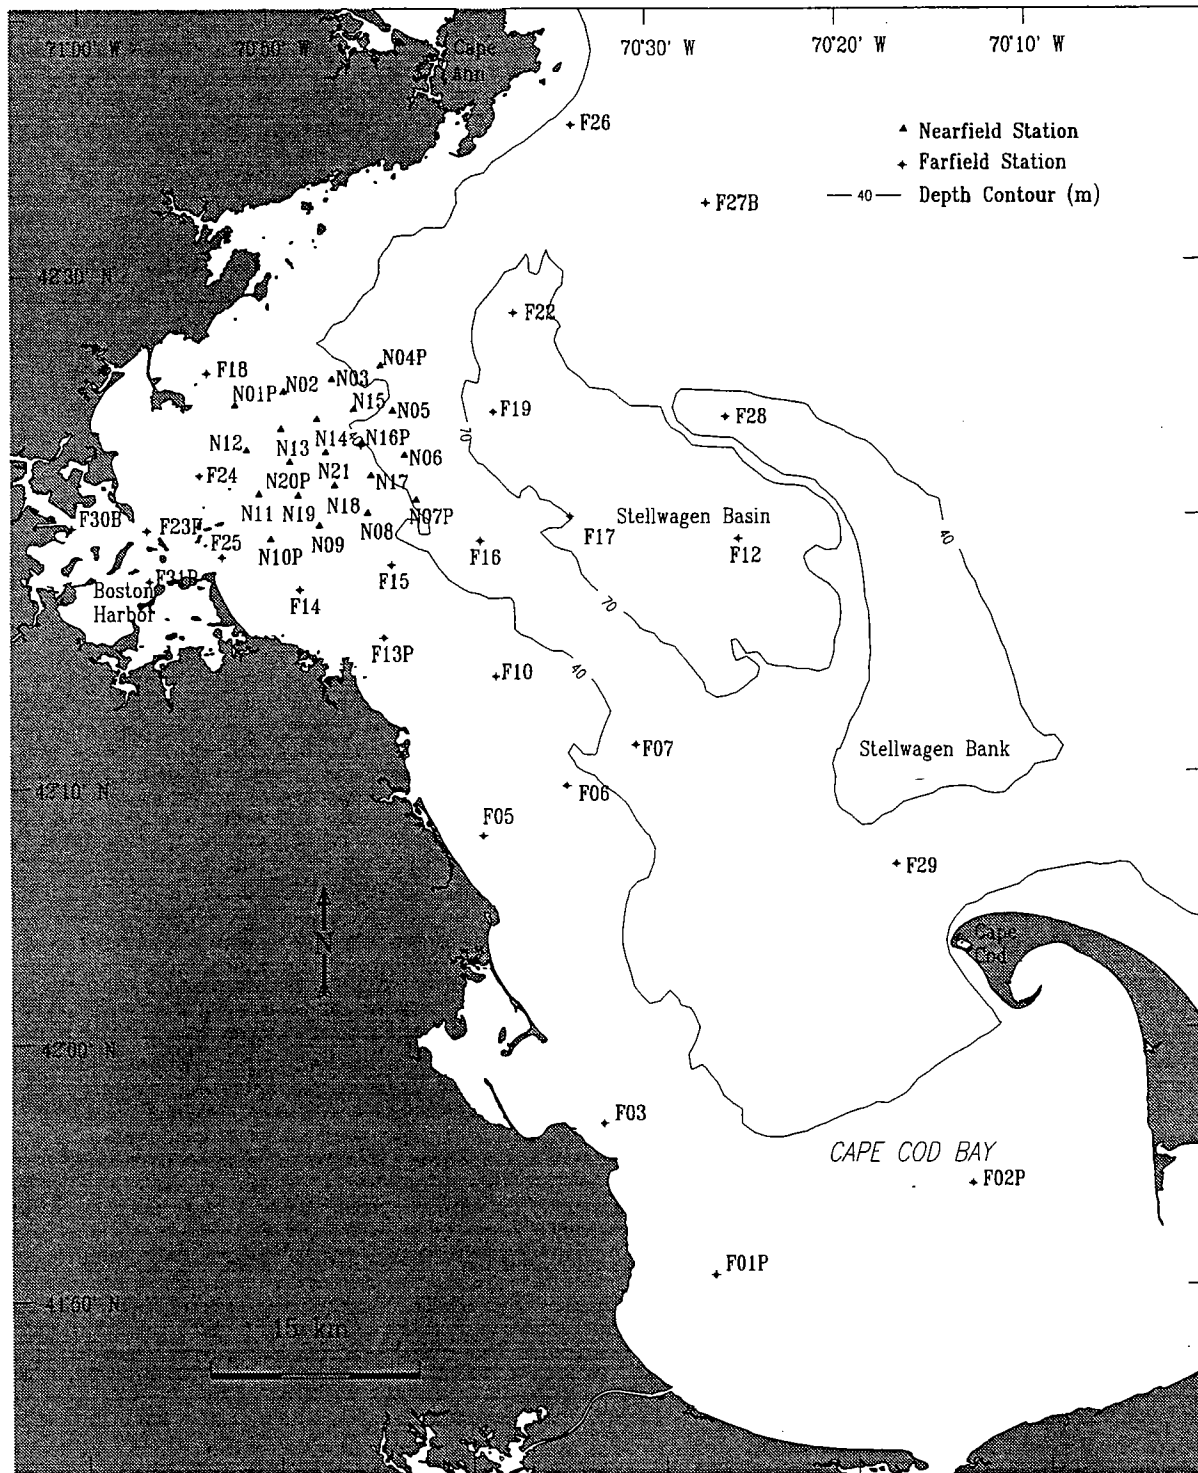 71°00' W
70°50' W
70°30' W
70°20' W
70°10' W
Cape
Ann
F26
Nearfield Station
Farfield Station
40 Depth Contour (m)
F27B
42°30' N
F22
N04P
F18
N03
N02
N01P
N15
N05
F19
F28
70
N12
N13
N14
N16P
N06
F24
N20P
N21
N17
N11
N19
N18
N07P
F30B
F23P
F25
N10P
N09
N08
F16
F17
Stellwagen Basin
F12
40
F31B
Boston
Harbor
F15
F14
70
F13P
F10
40
F07
Stellwagen Bank
42°10' N
F06
F05
F29
N
Cape
Cod
42°00' N
F03
CAPE COD BAY
F02P
F01P
41°50' N
15 km